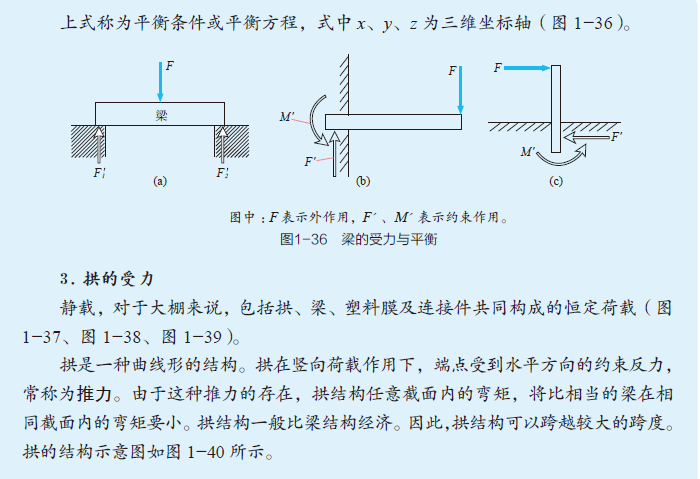 上式称为平衡条件或平衡方程，式中 x、y、z 为三维坐标轴（图 1-36）。
F
梁
F'₁
F'₂
(a)
F
M'
F'
(b)
F
F'
M'
(c)
图中：F 表示外作用，F´、M´ 表示约束作用。
图1-36　梁的受力与平衡
3. 拱的受力
静载，对于大棚来说，包括拱、梁、塑料膜及连接件共同构成的恒定荷载（图
1-37、图 1-38、图 1-39）。
拱是一种曲线形的结构。拱在竖向荷载作用下，端点受到水平方向的约束反力，
常称为推力。由于这种推力的存在，拱结构任意截面内的弯矩，将比相当的梁在相
同截面内的弯矩要小。拱结构一般比梁结构经济。因此，拱结构可以跨越较大的跨度。
拱的结构示意图如图 1-40 所示。